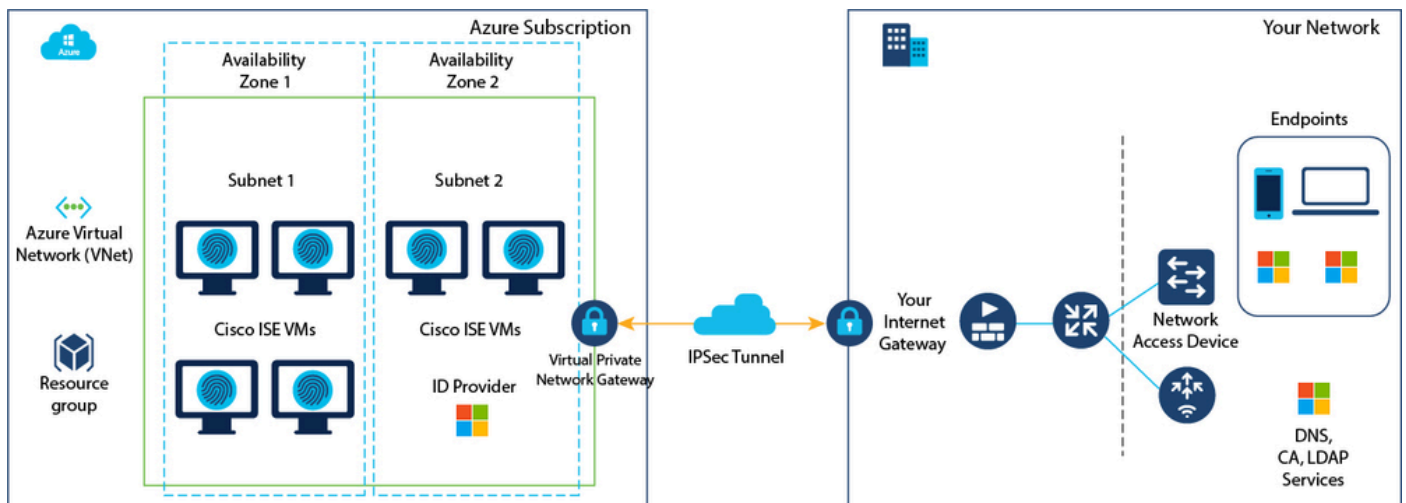 Azure
Azure Subscription
Availability
Zone 1
Availability
Zone 2
Subnet 1
Subnet 2
Azure Virtual
Network (VNet)
Cisco ISE VMs
Cisco ISE VMs
Resource
group
ID Provider
Virtual Private
Network Gateway
IPSec Tunnel
Your Network
Endpoints
Your
Internet
Gateway
Network
Access Device
DNS,
CA, LDAP
Services